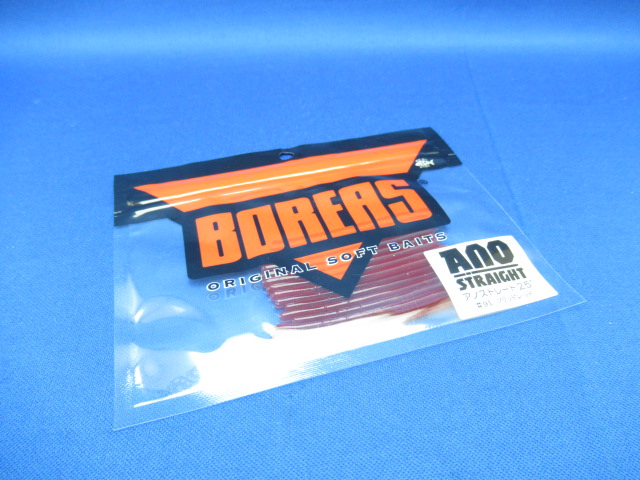 BOREAS
ORIGINAL SOFT BAITS
ANO
STRAIGHT
アノストレート2.5"